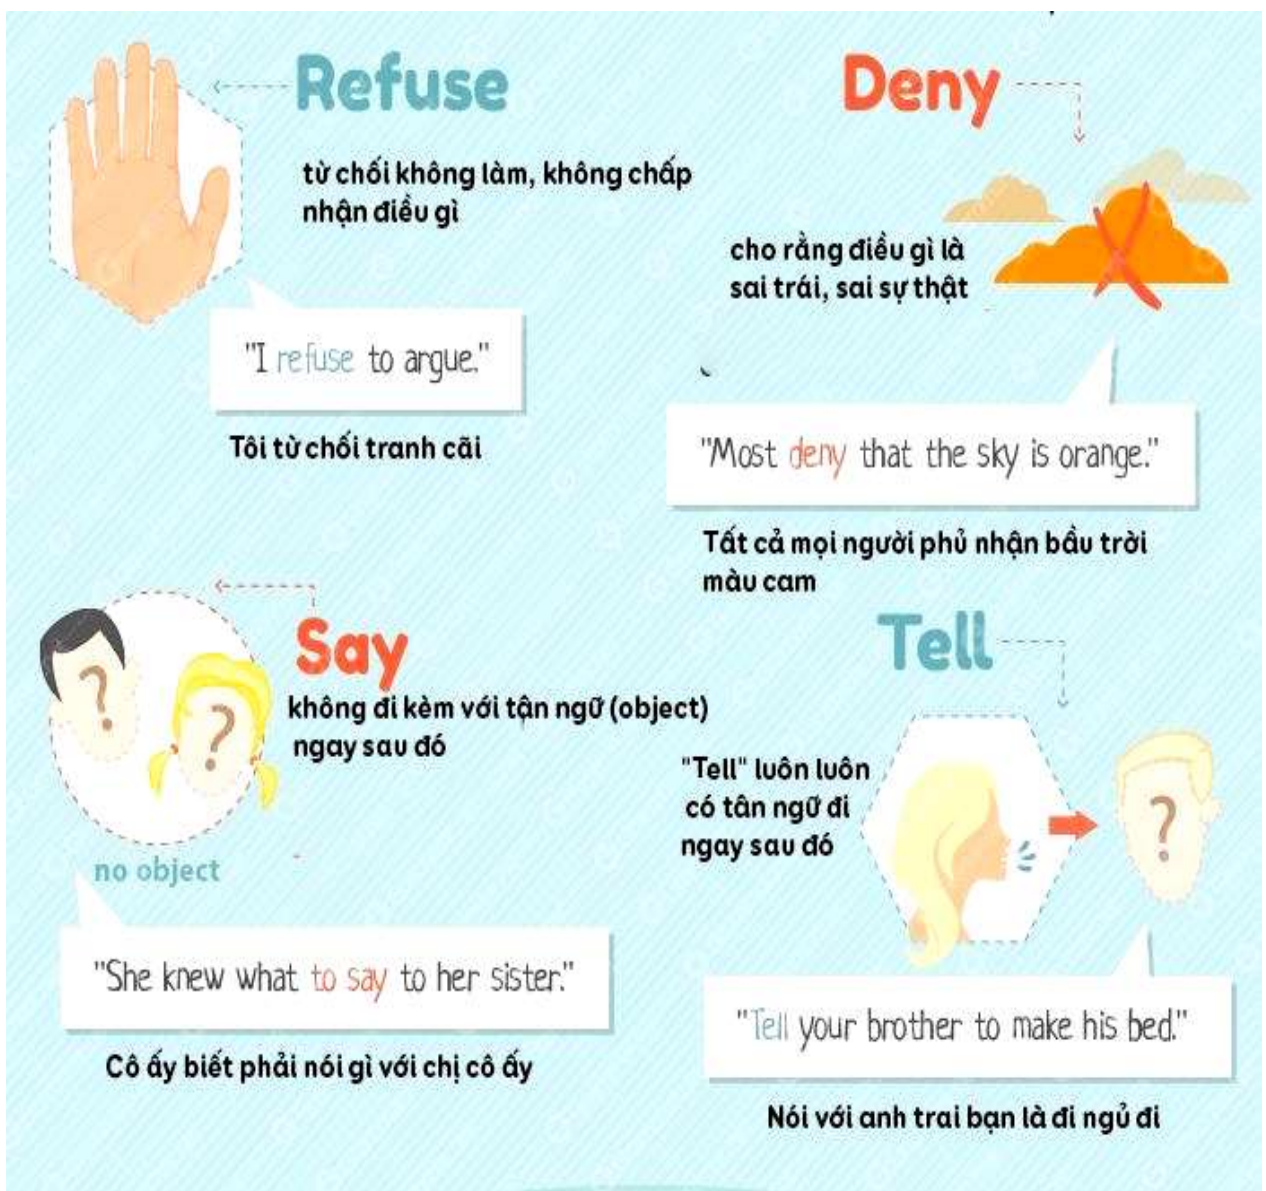 Refuse
từ chối không làm, không chấp
nhận điều gì
"I refuse to argue."
Tôi từ chối tranh cãi
Deny
cho rằng điều gì là
sai trái, sai sự thật
"Most deny that the sky is orange."
Tất cả mọi người phủ nhận bầu trời
màu cam
Say
không đi kèm với tận ngữ (object)
ngay sau đó
? ?
no object
"She knew what to say to her sister."
Cô ấy biết phải nói gì với chị cô ấy
Tell
"Tell" luôn luôn
có tân ngữ đi
ngay sau đó
?
"Tell your brother to make his bed."
Nói với anh trai bạn là đi ngủ đi